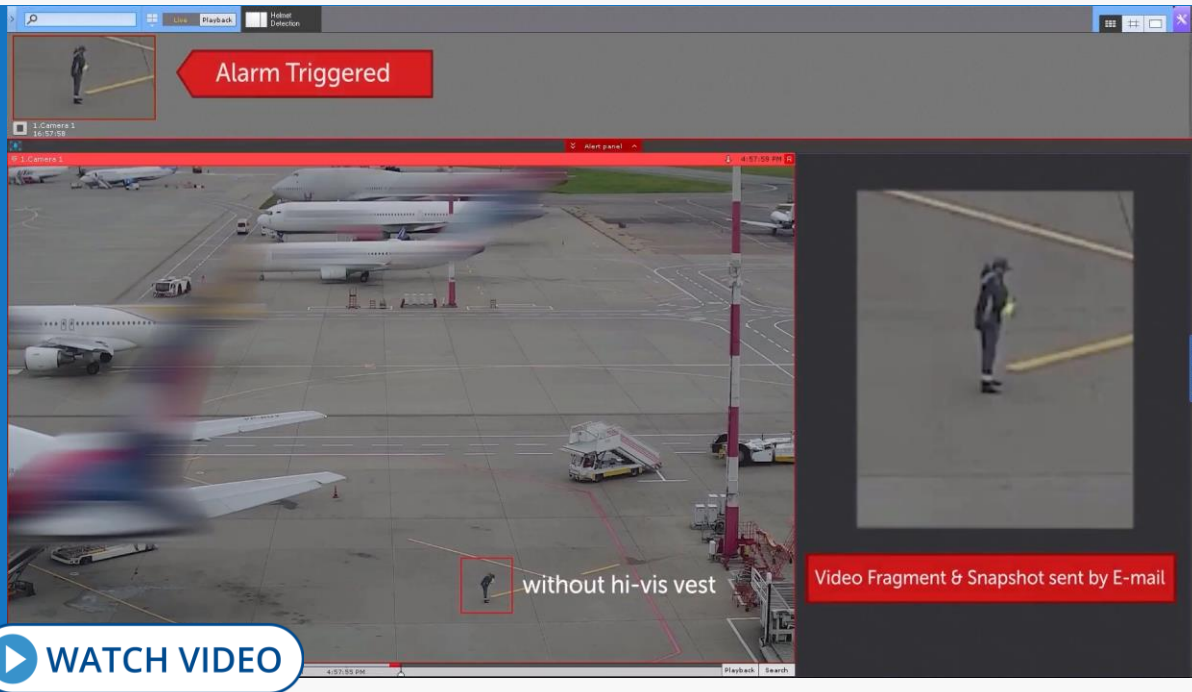 Live
Playback
Helmet
Detection
Alarm Triggered
1.Camera 1
16:57:58
Alert panel
1.Camera 1
4:57:59 PM
R
without hi-vis vest
Video Fragment & Snapshot sent by E-mail
WATCH VIDEO
4:57:55 PM
Playback
Search